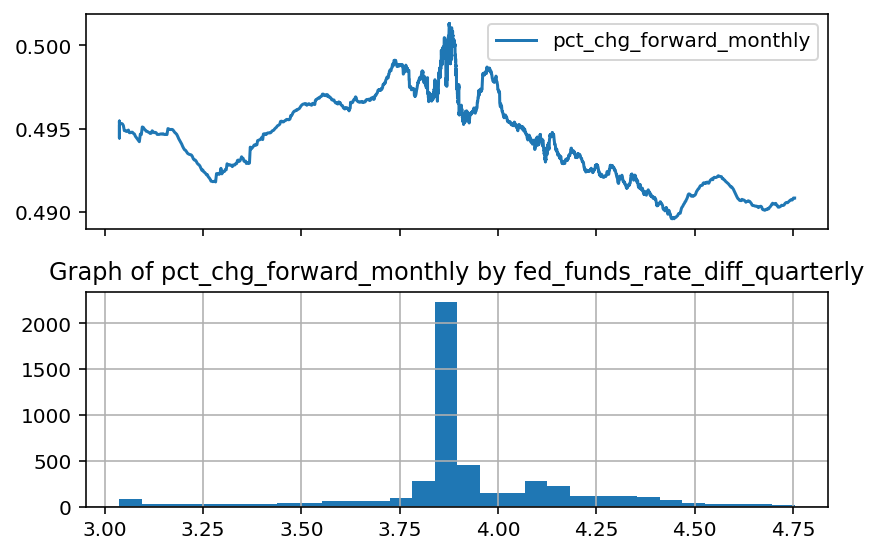 0.500
pct_chg_forward_monthly
0.495
0.490
Graph of pct_chg_forward_monthly by fed_funds_rate_diff_quarterly
2000
1500
1000
500
0
3.00 3.25 3.50 3.75 4.00 4.25 4.50 4.75